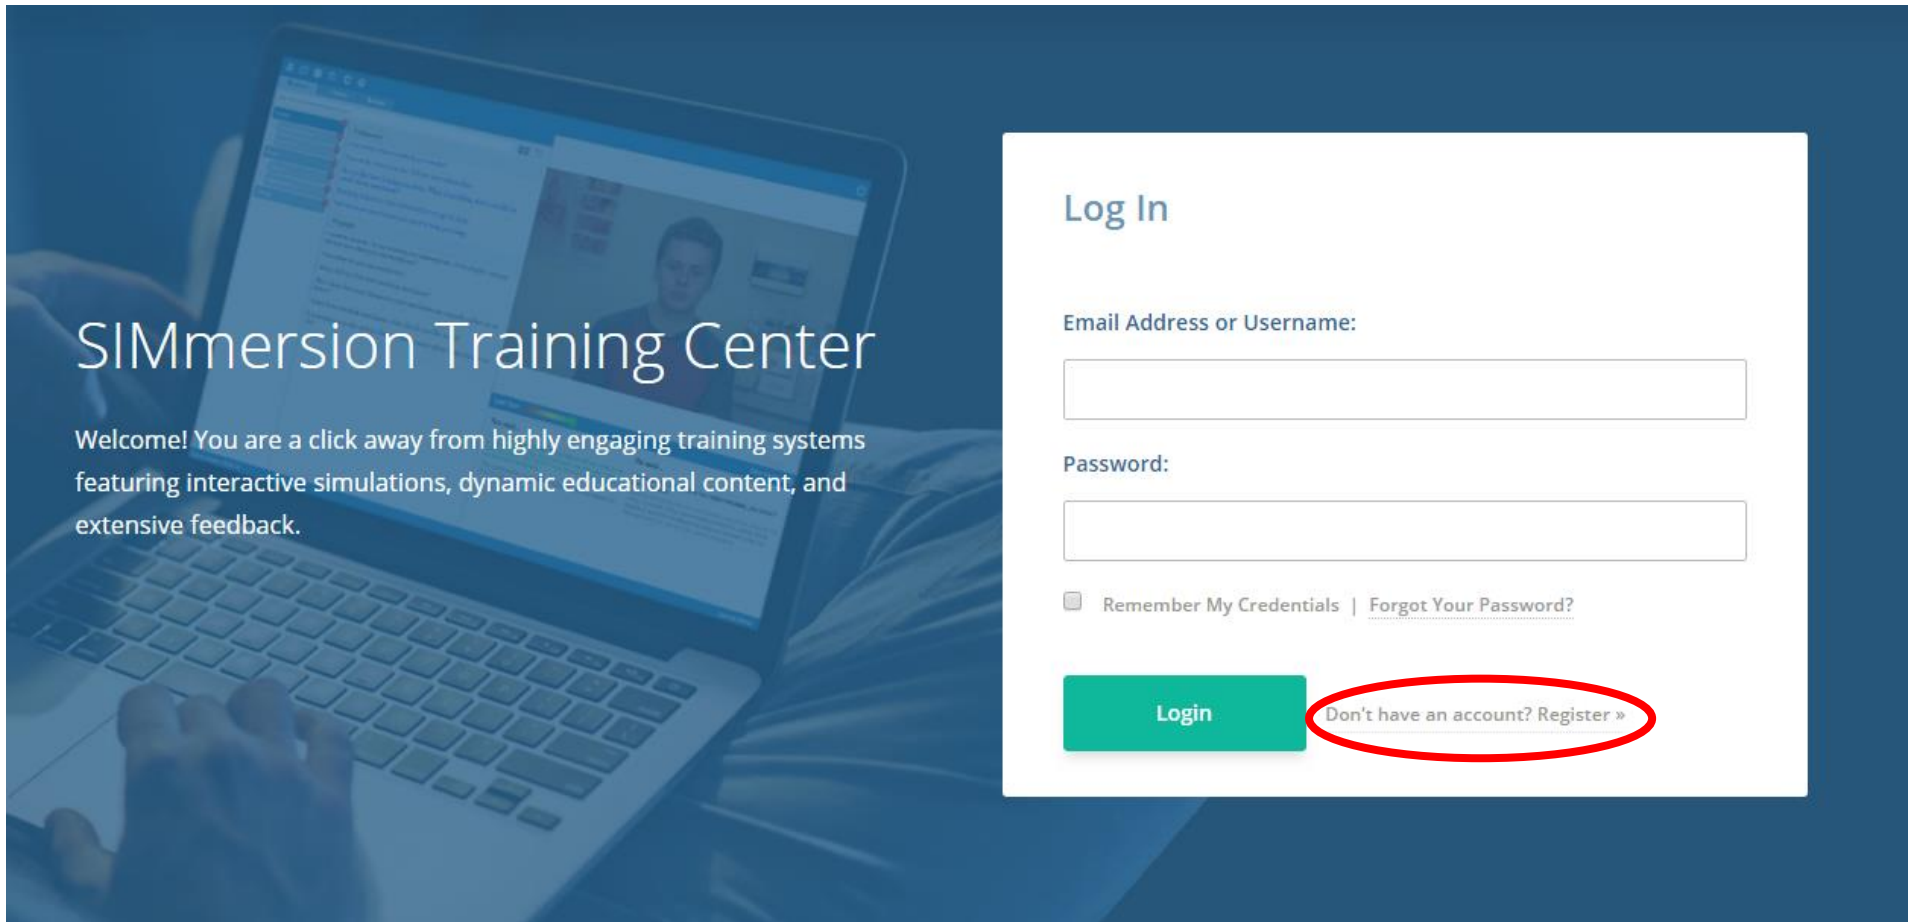 SIMmersion Training Center
Welcome! You are a click away from highly engaging training systems
featuring interactive simulations, dynamic educational content, and
extensive feedback.
Log In
Email Address or Username:
Password:
Remember My Credentials | Forgot Your Password?
Login
Don't have an account? Register »